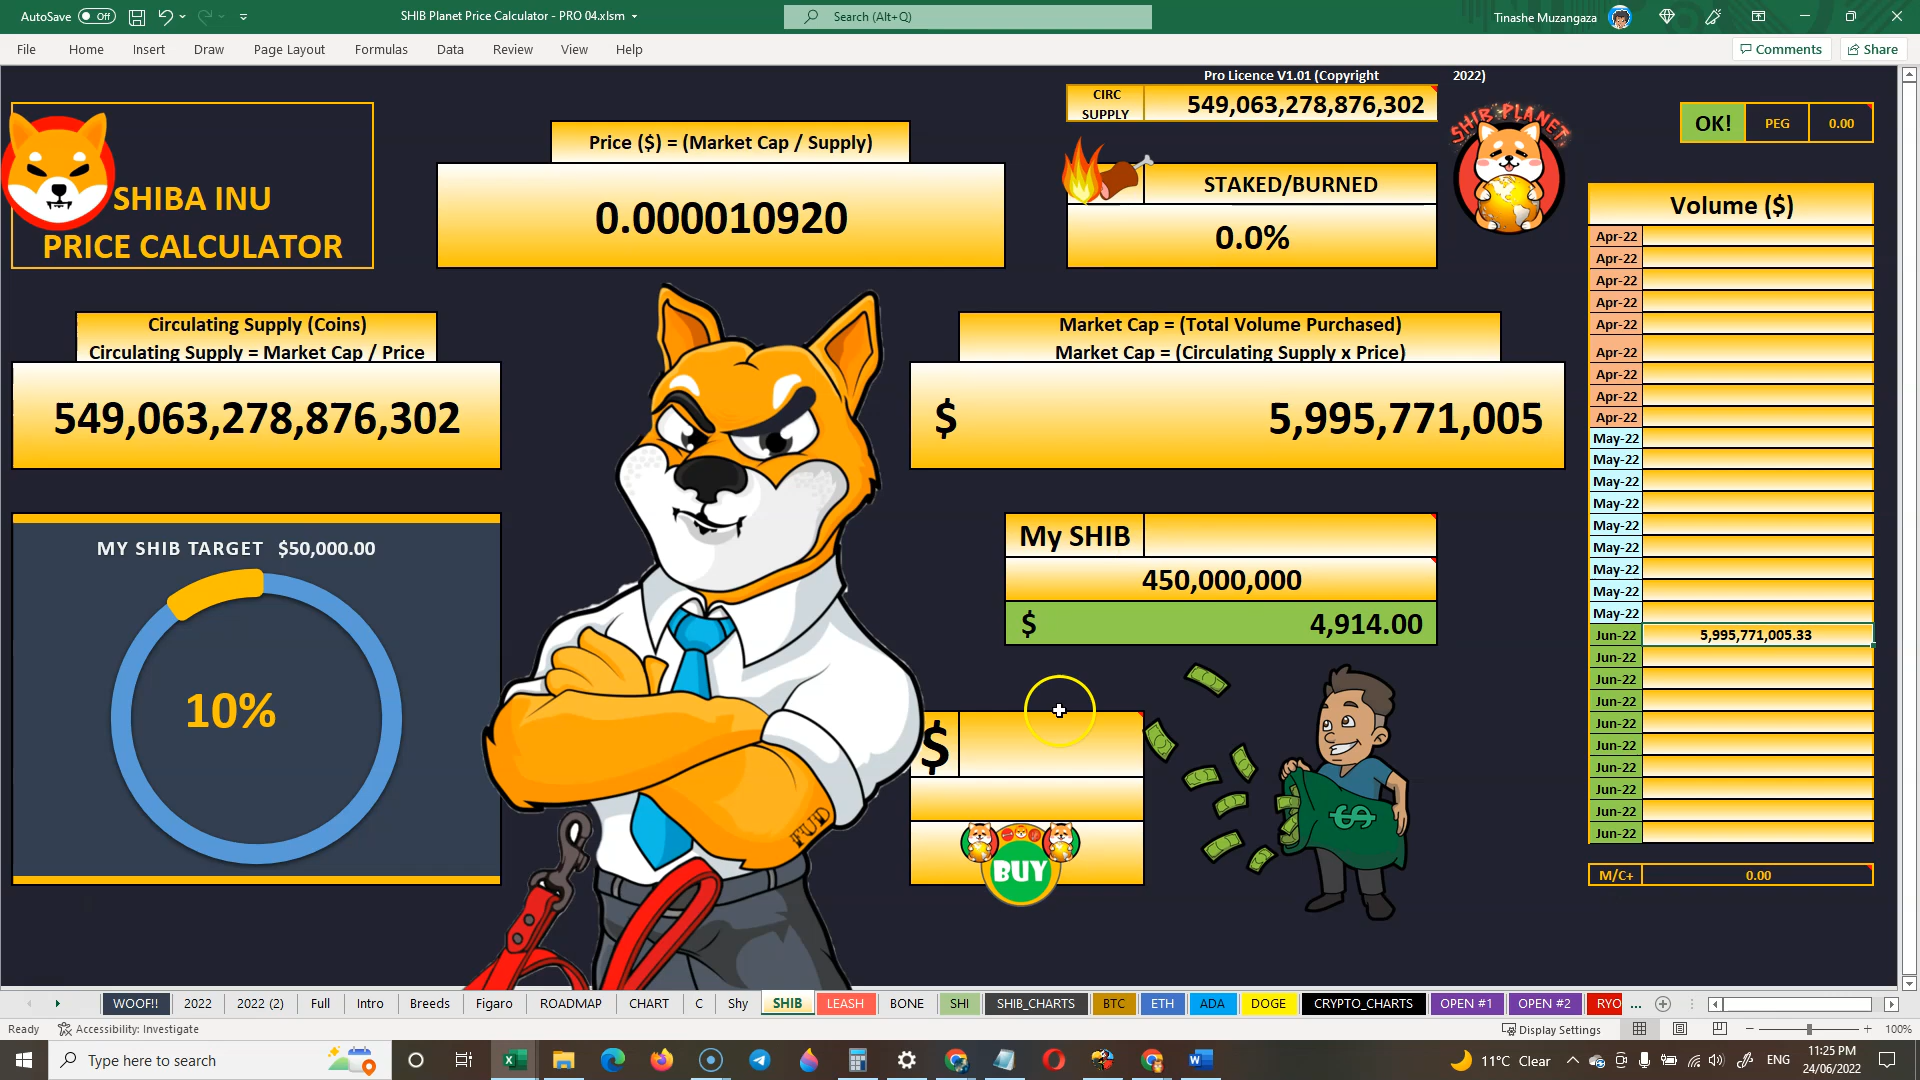 AutoSave Off
SHIB Planet Price Calculator - PRO 04.xlsm
Search (Alt+Q)
Tinashe Muzangaza
File Home Insert Draw Page Layout Formulas Data Review View Help
Comments Share
Pro Licence V1.01 (Copyright 2022)
CIRC
SUPPLY
549,063,278,876,302
SHIB PLANET
OK! PEG 0.00
SHIBA INU
PRICE CALCULATOR
Price ($) = (Market Cap / Supply)
0.000010920
STAKED/BURNED
0.0%
Circulating Supply (Coins)
Circulating Supply = Market Cap / Price
549,063,278,876,302
Market Cap = (Total Volume Purchased)
Market Cap = (Circulating Supply x Price)
$ 5,995,771,005
MY SHIB TARGET $50,000.00
10%
My SHIB
450,000,000
$ 4,914.00
$
BUY
FUD
$
Volume ($)
Apr-22
Apr-22
Apr-22
Apr-22
Apr-22
Apr-22
Apr-22
Apr-22
Apr-22
May-22
May-22
May-22
May-22
May-22
May-22
May-22
May-22
May-22
Jun-22 5,995,771,005.33
Jun-22
Jun-22
Jun-22
Jun-22
Jun-22
Jun-22
Jun-22
Jun-22
Jun-22
M/C+ 0.00
WOOF!! 2022 2022 (2) Full Intro Breeds Figaro ROADMAP CHART C Shy SHIB LEASH BONE SHI SHIB_CHARTS BTC ETH ADA DOGE CRYPTO_CHARTS OPEN #1 OPEN #2 RYO ...
Ready Accessibility: Investigate
Display Settings 100%
Type here to search
11°C Clear
ENG
11:25 PM
24/06/2022